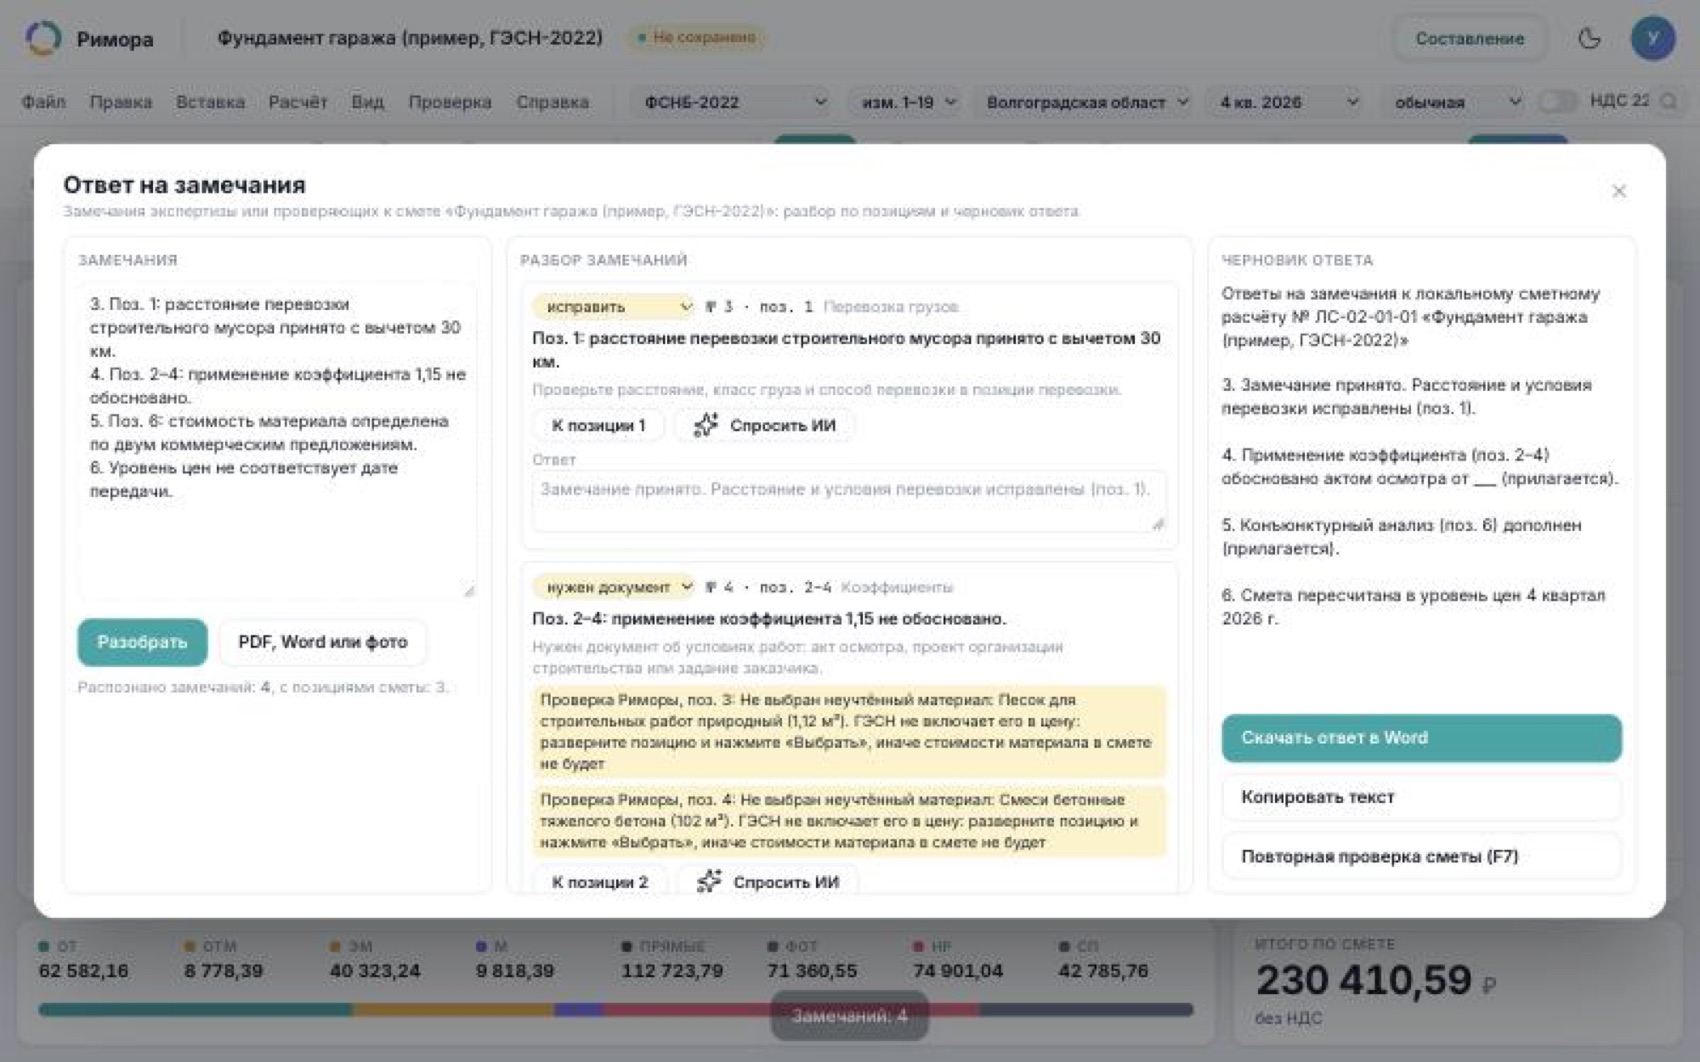 Римора
Фундамент гаража (пример, ГЭСН-2022)
Не сохранено
Составление
У
Файл Правка Вставка Расчёт Вид Проверка Справка
ФСНБ-2022
изм. 1-19
Волгоградская област
4 кв. 2026
обычная
НДС 22
Ответ на замечания
Замечания экспертизы или проверяющих к смете «Фундамент гаража (пример, ГЭСН-2022)»: разбор по позициям и черновик ответа
ЗАМЕЧАНИЯ
3. Поз. 1: расстояние перевозки
строительного мусора принято с вычетом 30
км.
4. Поз. 2-4: применение коэффициента 1,15 не
обосновано.
5. Поз. 6: стоимость материала определена
по двум коммерческим предложениям.
6. Уровень цен не соответствует дате
передачи.
Разобрать
PDF, Word или фото
Распознано замечаний: 4, с позициями сметы: 3.
РАЗБОР ЗАМЕЧАНИЙ
исправить № 3 · поз. 1 Перевозка грузов
Поз. 1: расстояние перевозки строительного мусора принято с вычетом 30
км.
Проверьте расстояние, класс груза и способ перевозки в позиции перевозки.
К позиции 1
Спросить ИИ
Ответ
Замечание принято. Расстояние и условия перевозки исправлены (поз. 1).
нужен документ № 4 · поз. 2-4 Коэффициенты
Поз. 2-4: применение коэффициента 1,15 не обосновано.
Нужен документ об условиях работ: акт осмотра, проект организации
строительства или задание заказчика.
Проверка Риморы, поз. 3: Не выбран неучтённый материал: Песок для
строительных работ природный (1,12 м³). ГЭСН не включает его в цену:
разверните позицию и нажмите «Выбрать», иначе стоимости материала в смете
не будет
Проверка Риморы, поз. 4: Не выбран неучтённый материал: Смеси бетонные
тяжелого бетона (102 м³). ГЭСН не включает его в цену: разверните позицию и
нажмите «Выбрать», иначе стоимости материала в смете не будет
К позиции 2
Спросить ИИ
ЧЕРНОВИК ОТВЕТА
Ответы на замечания к локальному сметному
расчёту № ЛС-02-01-01 «Фундамент гаража
(пример, ГЭСН-2022)»
3. Замечание принято. Расстояние и условия
перевозки исправлены (поз. 1).
4. Применение коэффициента (поз. 2-4)
обосновано актом осмотра от ___ (прилагается).
5. Конъюнктурный анализ (поз. 6) дополнен
(прилагается).
6. Смета пересчитана в уровень цен 4 квартал
2026 г.
Скачать ответ в Word
Копировать текст
Повторная проверка сметы (F7)
ОТ ОТМ ЭМ М ПРЯМЫЕ ФОТ НР СП
62 582,16 8 778,39 40 323,24 9 818,39 112 723,79 71 360,55 74 901,04 42 785,76
Замечаний: 4
ИТОГО ПО СМЕТЕ
230 410,59 ₽
без НДС